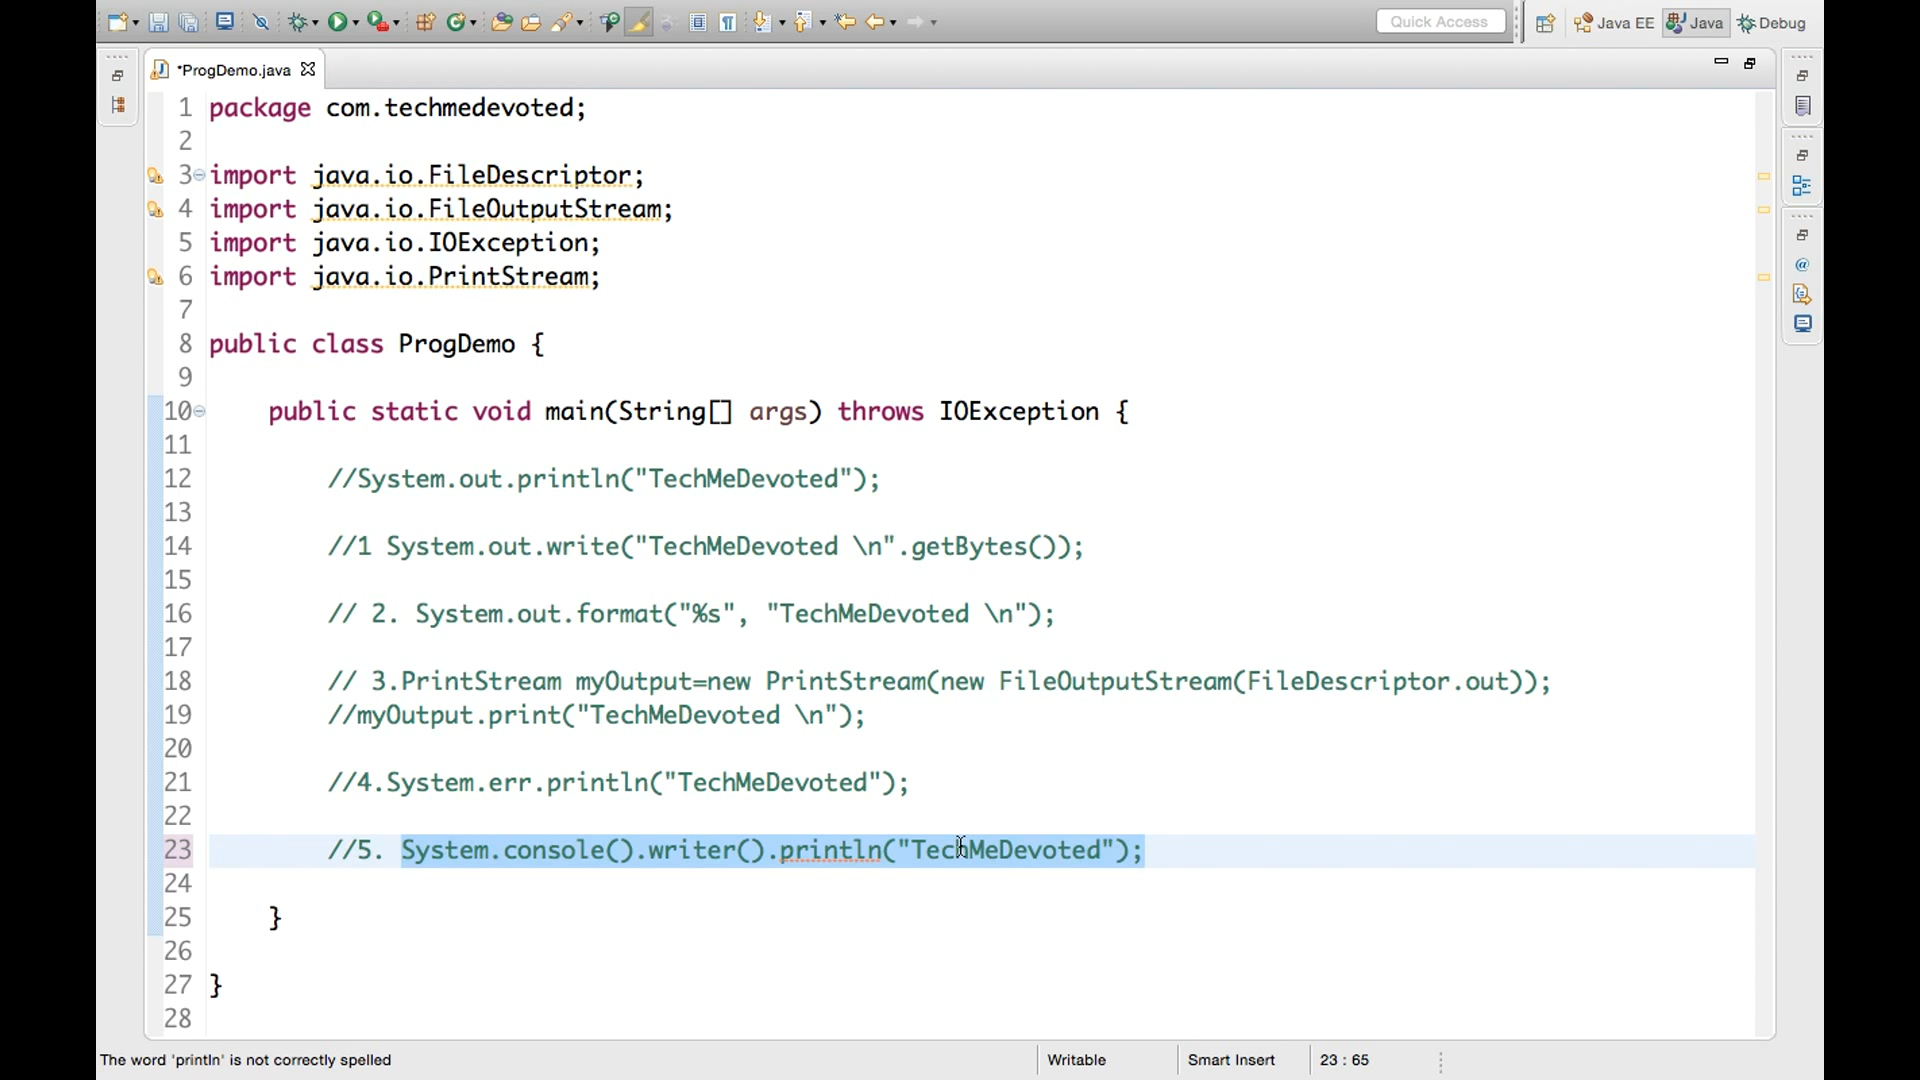 Quick Access
Java EE
Java
Debug
*ProgDemo.java
1 package com.techmedevoted;
2
3 import java.io.FileDescriptor;
4 import java.io.FileOutputStream;
5 import java.io.IOException;
6 import java.io.PrintStream;
7
8 public class ProgDemo {
9
10 public static void main(String[] args) throws IOException {
11
12 //System.out.println("TechMeDevoted");
13
14 //1 System.out.write("TechMeDevoted \n".getBytes());
15
16 // 2. System.out.format("%s", "TechMeDevoted \n");
17
18 // 3.PrintStream myOutput=new PrintStream(new FileOutputStream(FileDescriptor.out));
19 //myOutput.print("TechMeDevoted \n");
20
21 //4.System.err.println("TechMeDevoted");
22
23 //5. System.console().writer().println("TechMeDevoted");
24
25 }
26
27 }
28
The word 'println' is not correctly spelled
Writable
Smart Insert
23 : 65